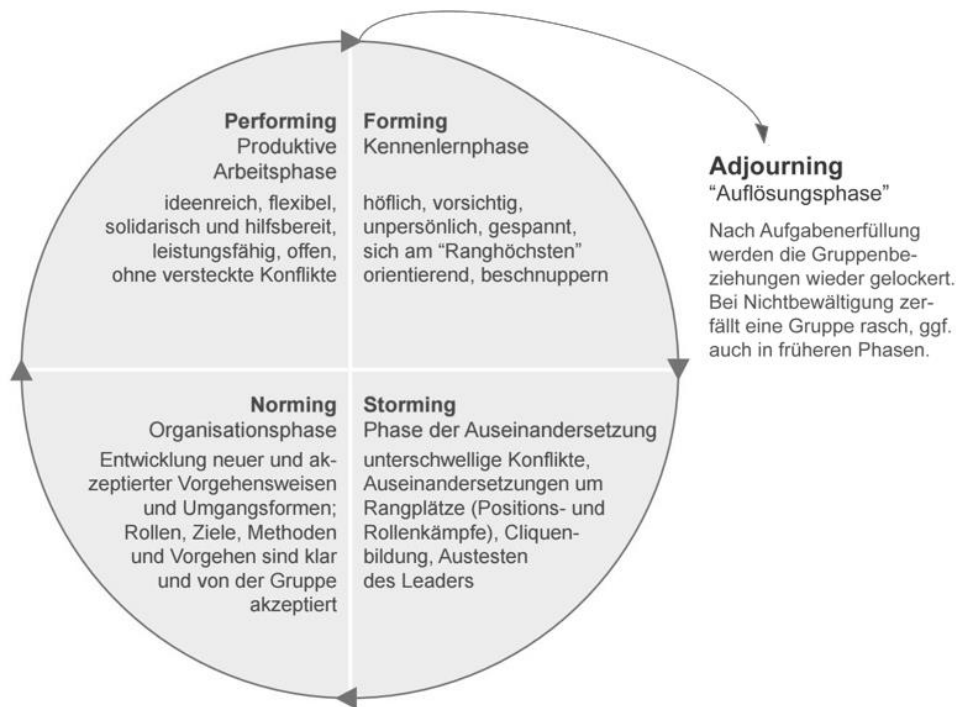 Performing
Produktive
Arbeitsphase
ideenreich, flexibel,
solidarisch und hilfsbereit,
leistungsfähig, offen,
ohne versteckte Konflikte
Forming
Kennenlernphase
höflich, vorsichtig,
unpersönlich, gespannt,
sich am “Ranghöchsten”
orientierend, beschnuppern
Adjourning
“Auflösungsphase”
Nach Aufgabenerfüllung
werden die Gruppenbe-
ziehungen wieder gelockert.
Bei Nichtbewältigung zer-
fällt eine Gruppe rasch, ggf.
auch in früheren Phasen.
Norming
Organisationsphase
Entwicklung neuer und ak-
zeptierter Vorgehensweisen
und Umgangsformen;
Rollen, Ziele, Methoden
und Vorgehen sind klar
und von der Gruppe
akzeptiert
Storming
Phase der Auseinandersetzung
unterschwellige Konflikte,
Auseinandersetzungen um
Rangplätze (Positions- und
Rollenkämpfe), Cliquen-
bildung, Austesten
des Leaders